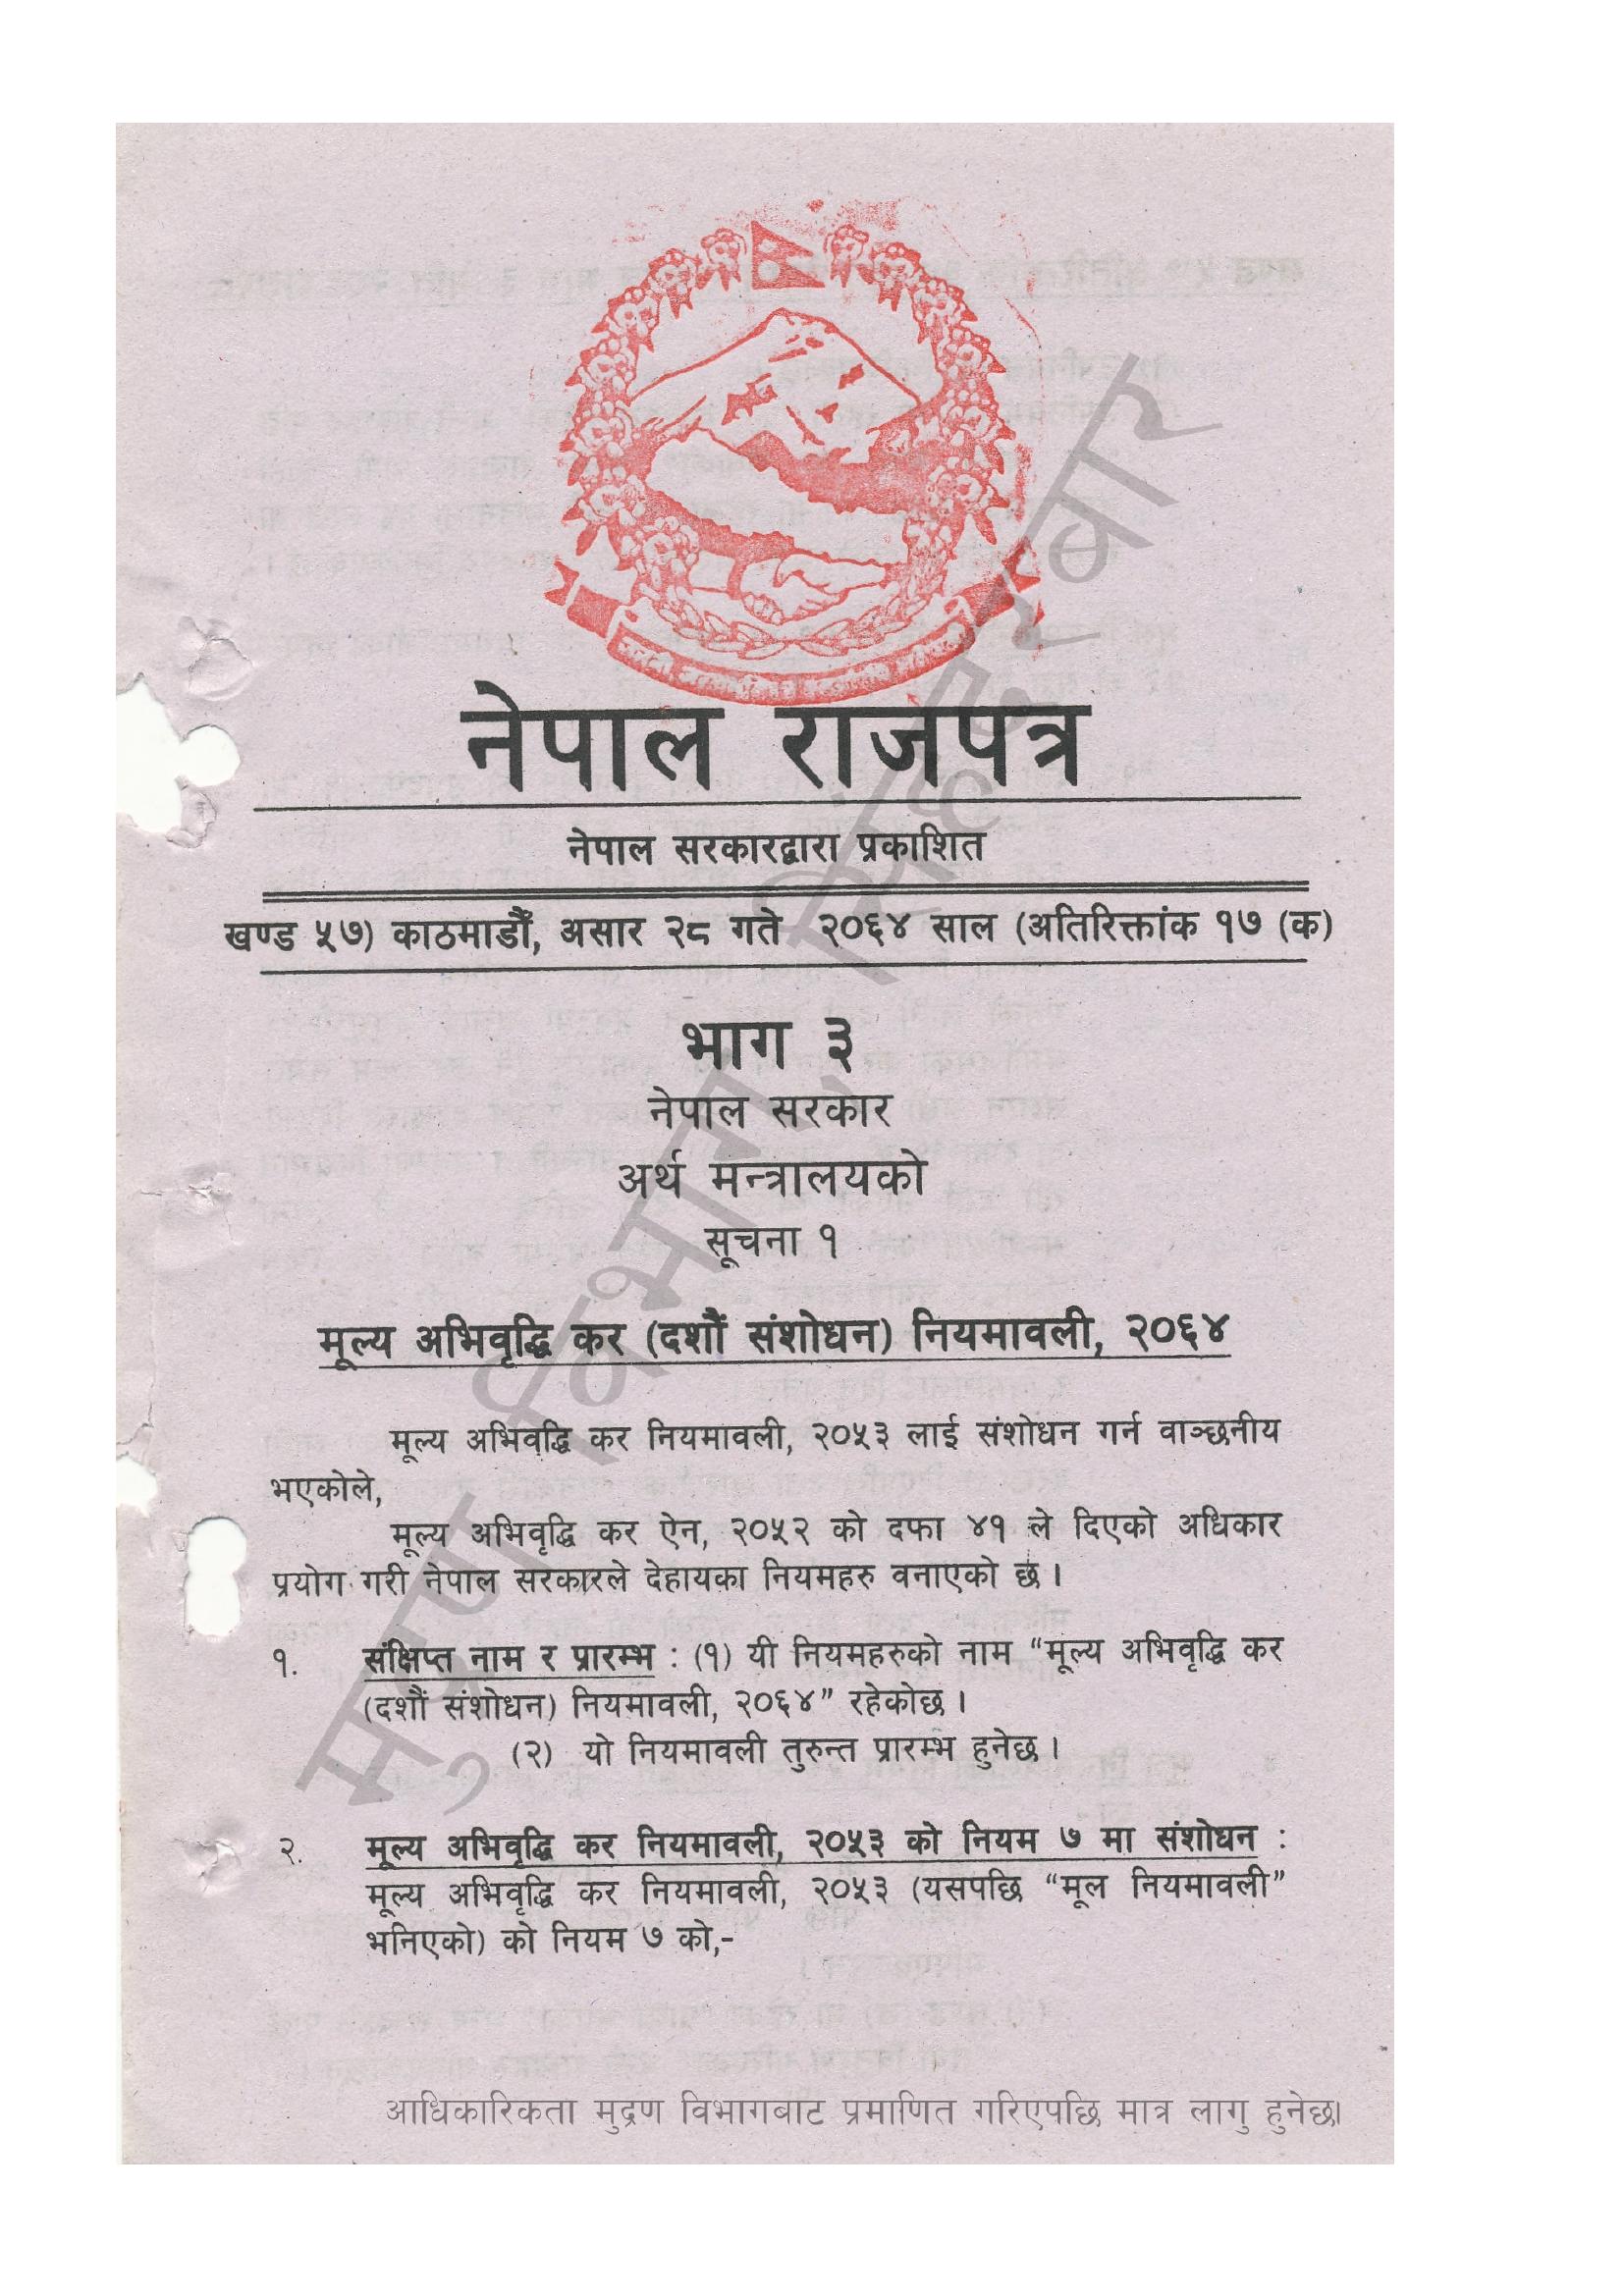 नेपाल राजपत्र
नेपाल सरकारद्वारा प्रकाशित
खण्ड ५७) काठमाडौँ, असार २८ गते २०६४ साल (अतिरिक्तांक १७ (क)
भाग ३
नेपाल सरकार
अर्थ मन्त्रालयको
सूचना १
मूल्य अभिवृद्धि कर (दशौं संशोधन) नियमावली, २०६४
मूल्य अभिवृद्धि कर नियमावली, २०५३ लाई संशोधन गर्न वाञ्छनीय
भएकोले,
मूल्य अभिवृद्धि कर ऐन, २०५२ को दफा ४१ ले दिएको अधिकार
प्रयोग गरी नेपाल सरकारले देहायका नियमहरु वनाएको छ ।
१. संक्षिप्त नाम र प्रारम्भ : (१) यी नियमहरुको नाम “मूल्य अभिवृद्धि कर
(दशौं संशोधन) नियमावली, २०६४” रहेकोछ ।
(२) यो नियमावली तुरुन्त प्रारम्भ हुनेछ ।
२. मूल्य अभिवृद्धि कर नियमावली, २०५३ को नियम ७ मा संशोधन :
मूल्य अभिवृद्धि कर नियमावली, २०५३ (यसपछि “मूल नियमावली”
भनिएको) को नियम ७ को,-
मुद्रण विभाग, सिंहदरबार
आधिकारिकता मुद्रण विभागबाट प्रमाणित गरिएपछि मात्र लागु हुनेछ।